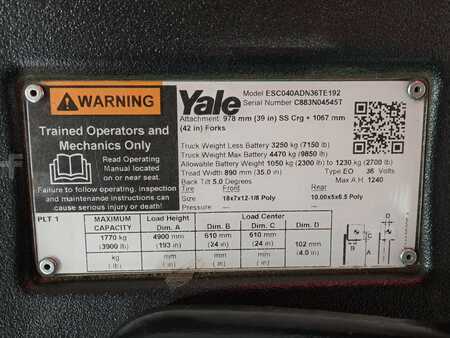 WARNING
Trained Operators and
Mechanics Only
Read Operating
Manual located
on or near seat.
Failure to follow operating, inspection
and maintenance instructions can
cause serious injury or death!
Yale
Model ESC040ADN36TE192
Serial Number C883N04545T
Attachment: 978 mm (39 in) SS Crg + 1067 mm
(42 in) Forks
Truck Weight Less Battery 3250 kg (7150 lb)
Truck Weight Max Battery 4470 kg (9850 lb)
Allowable Battery Weight 1050 kg (2300 lb) to 1230 kg (2700 lb)
Tread Width 890 mm (35.0 in) Type EO 36 Volts
Back Tilt 5.0 Degrees Max A.H. 1240
Tire Front Rear
18x7x12-1/8 Poly 10.00x5x6.5 Poly
Pressure — —
PLT 1 MAXIMUM CAPACITY Load Height Dim. A Load Center Dim. B Dim. C Dim. D
1770 kg 4900 mm 610 mm 610 mm 102 mm
(3900 lb) (193 in) (24 in) (24 in) (4.0 in)
kg mm mm mm
( lb) ( in) ( in) ( in)
D
C
B
A